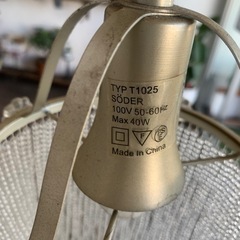 TYP T1025
SÖDER
100V 50-60Hz
Max 40W
F
Made in China